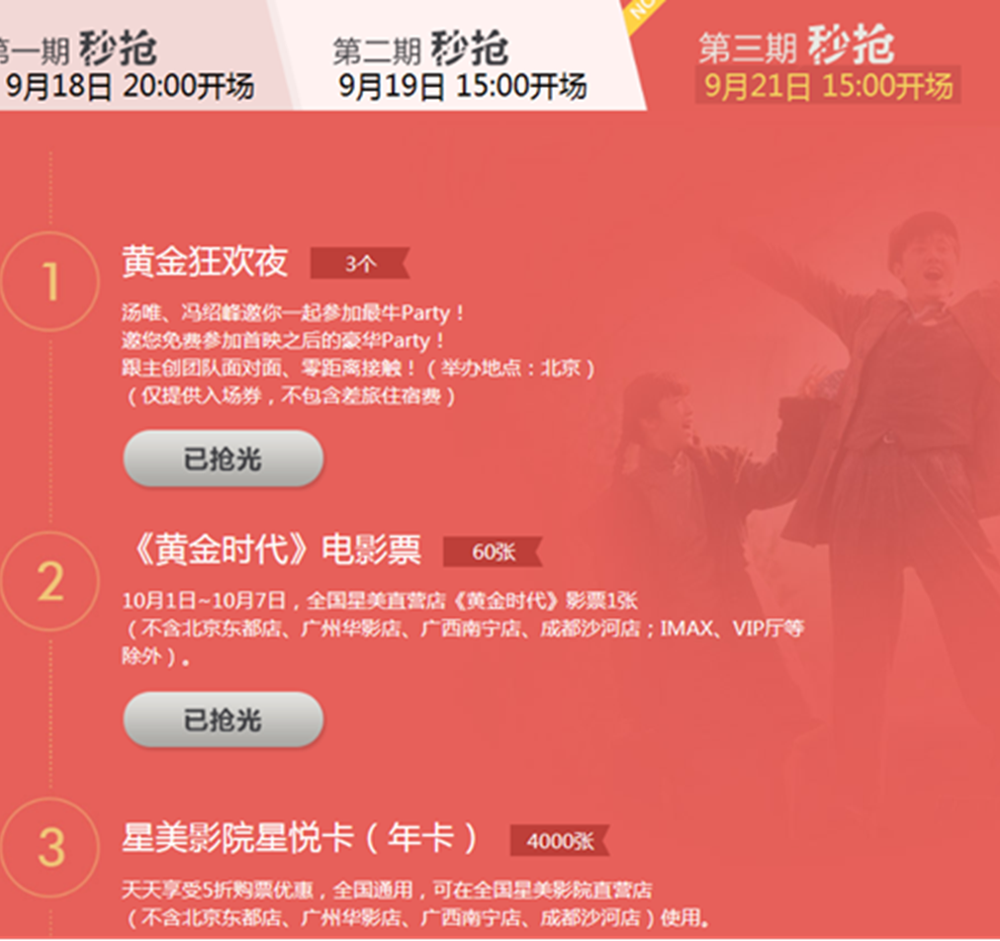 第一期 秒抢
9月18日 20:00开场
第二期 秒抢
9月19日 15:00开场
第三期 秒抢
9月21日 15:00开场
1
黄金狂欢夜 3个
汤唯、冯绍峰邀你一起参加最牛Party！
邀您免费参加首映之后的豪华Party！
跟主创团队面对面、零距离接触！（举办地点：北京）
（仅提供入场券，不包含差旅住宿费）
已抢光
2
《黄金时代》电影票 60张
10月1日~10月7日，全国星美直营店《黄金时代》影票1张
（不含北京东都店、广州华影店、广西南宁店、成都沙河店；IMAX、VIP厅等
除外）。
已抢光
3
星美影院星悦卡（年卡） 4000张
天天享受5折购票优惠，全国通用，可在全国星美影院直营店
（不含北京东都店、广州华影店、广西南宁店、成都沙河店）使用。